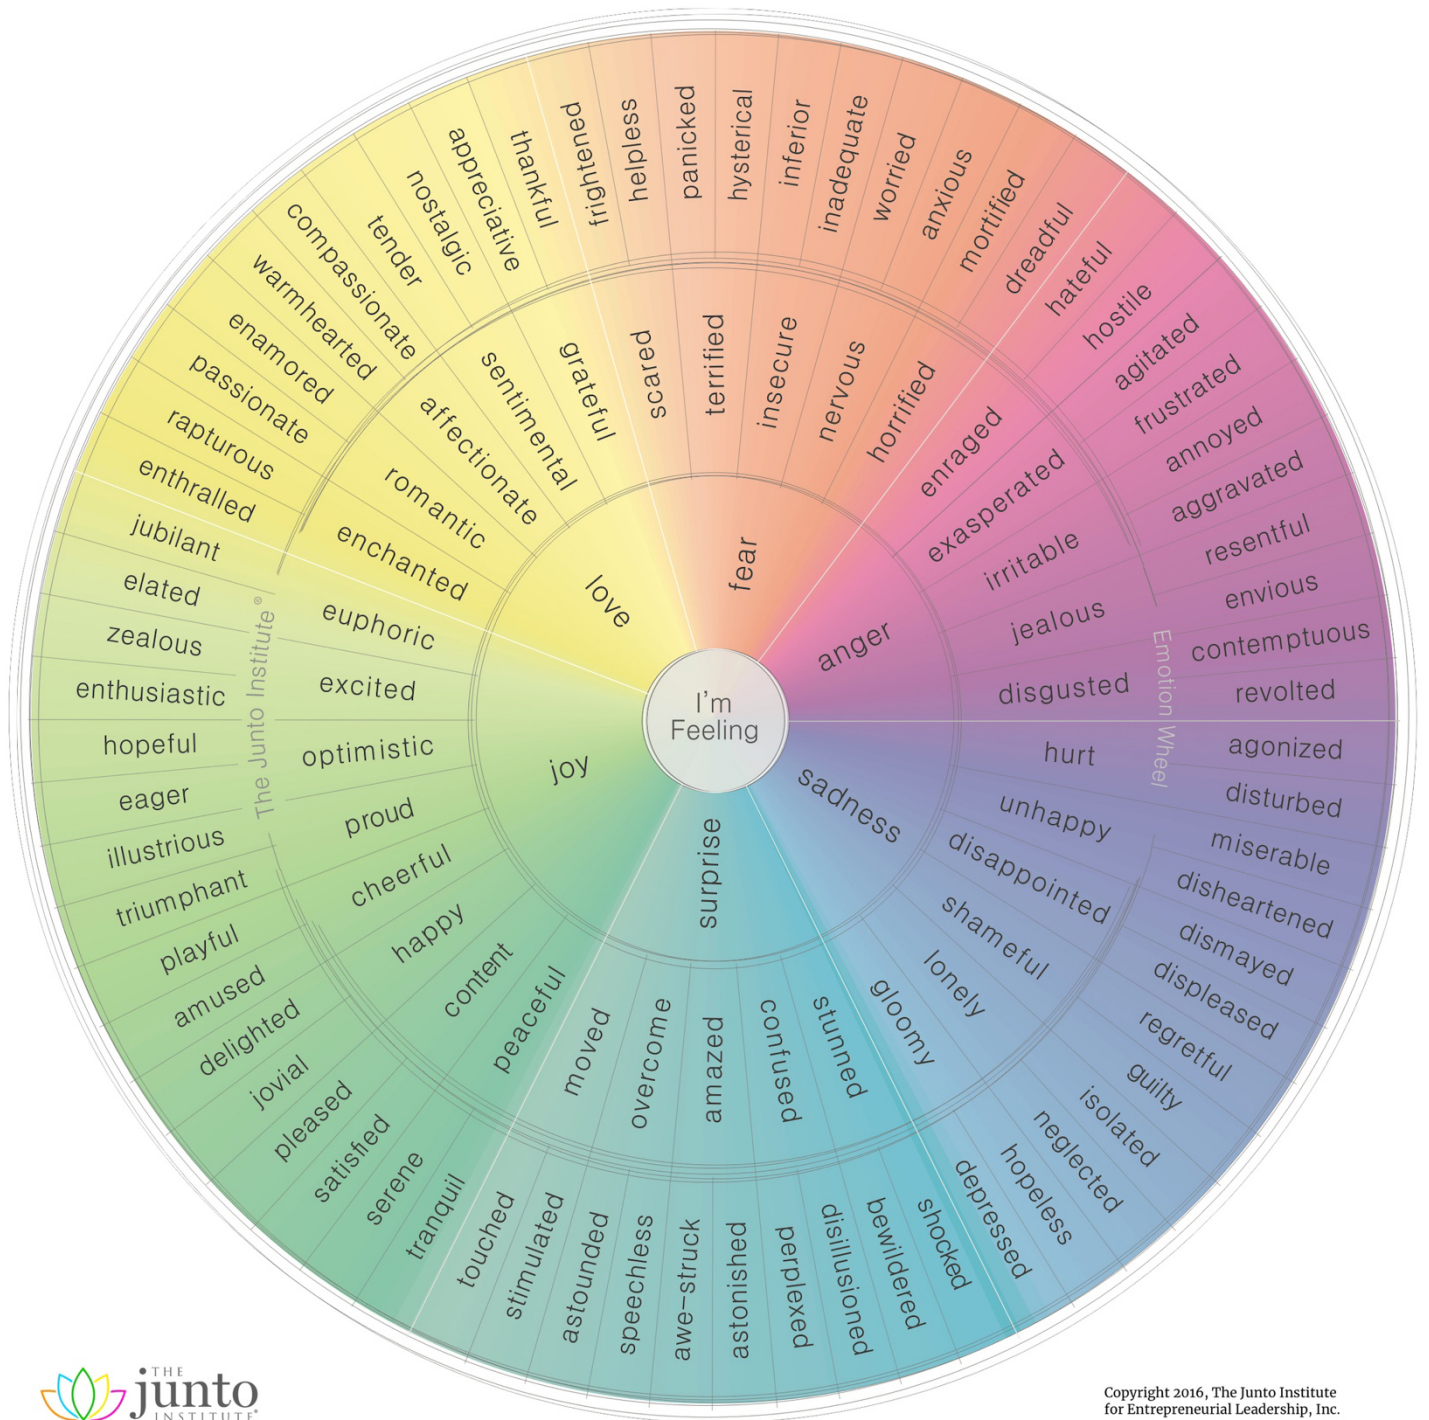 I'm
Feeling
fear
anger
sadness
surprise
joy
love
scared
terrified
insecure
nervous
horrified
enraged
exasperated
irritable
jealous
disgusted
hurt
unhappy
disappointed
shameful
lonely
gloomy
stunned
confused
amazed
overcome
moved
peaceful
content
happy
cheerful
proud
optimistic
excited
euphoric
enchanted
romantic
affectionate
sentimental
grateful
frightened
helpless
panicked
hysterical
inferior
inadequate
worried
anxious
mortified
dreadful
hateful
hostile
agitated
frustrated
annoyed
aggravated
resentful
envious
contemptuous
revolted
agonized
disturbed
miserable
disheartened
dismayed
displeased
regretful
guilty
isolated
neglected
hopeless
depressed
shocked
bewildered
disillusioned
perplexed
astonished
awe-struck
speechless
astounded
stimulated
touched
tranquil
serene
satisfied
pleased
jovial
delighted
amused
playful
triumphant
illustrious
eager
hopeful
enthusiastic
zealous
elated
jubilant
enthralled
rapturous
passionate
enamored
warmhearted
compassionate
tender
nostalgic
appreciative
thankful
The Junto Institute®
Emotion Wheel
THE
junto
INSTITUTE
Copyright 2016, The Junto Institute
for Entrepreneurial Leadership, Inc.